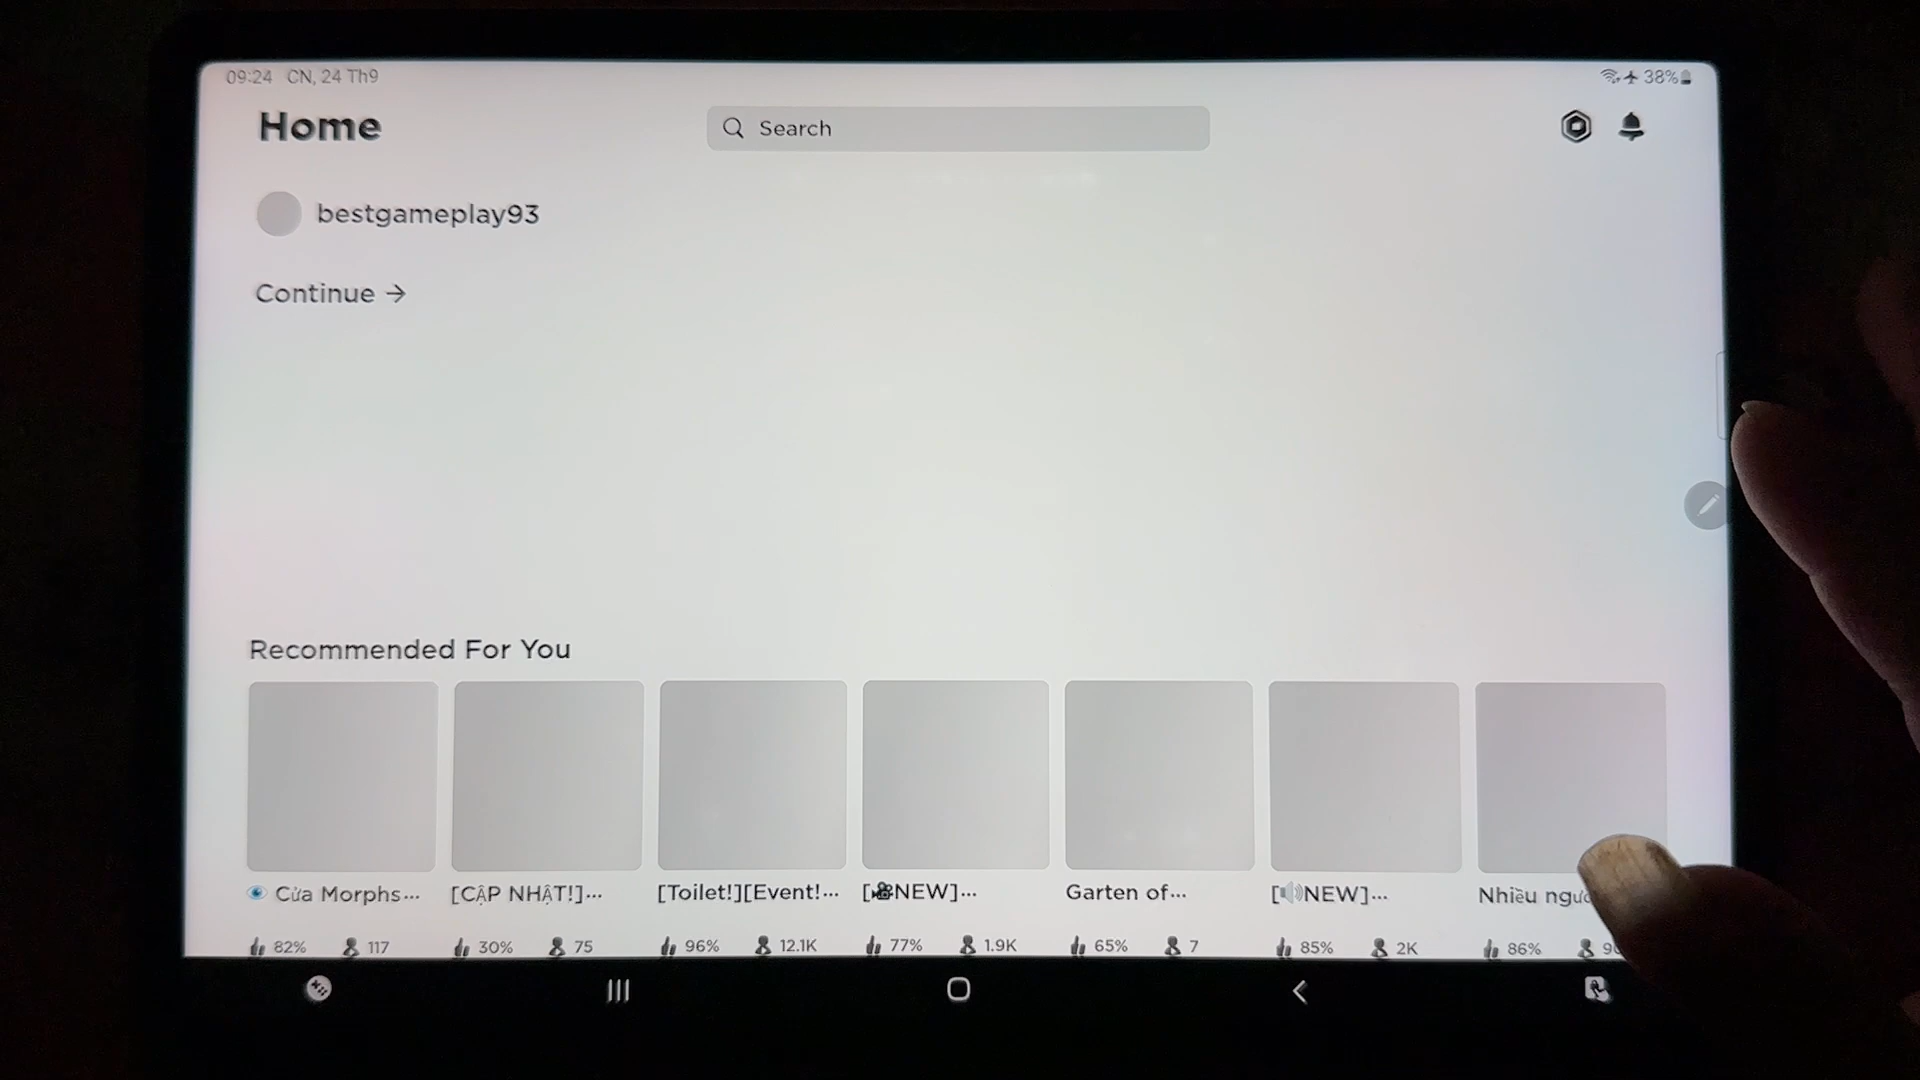 09:24 CN, 24 Th9
38%
Home
Search
bestgameplay93
Continue →
Recommended For You
Cửa Morphs...
[CẬP NHẬT!]...
[Toilet!][Event!...
[NEW]...
Garten of...
[NEW]...
Nhiều
82% 117
30% 75
96% 12.1K
77% 1.9K
65% 7
85% 2K
86%